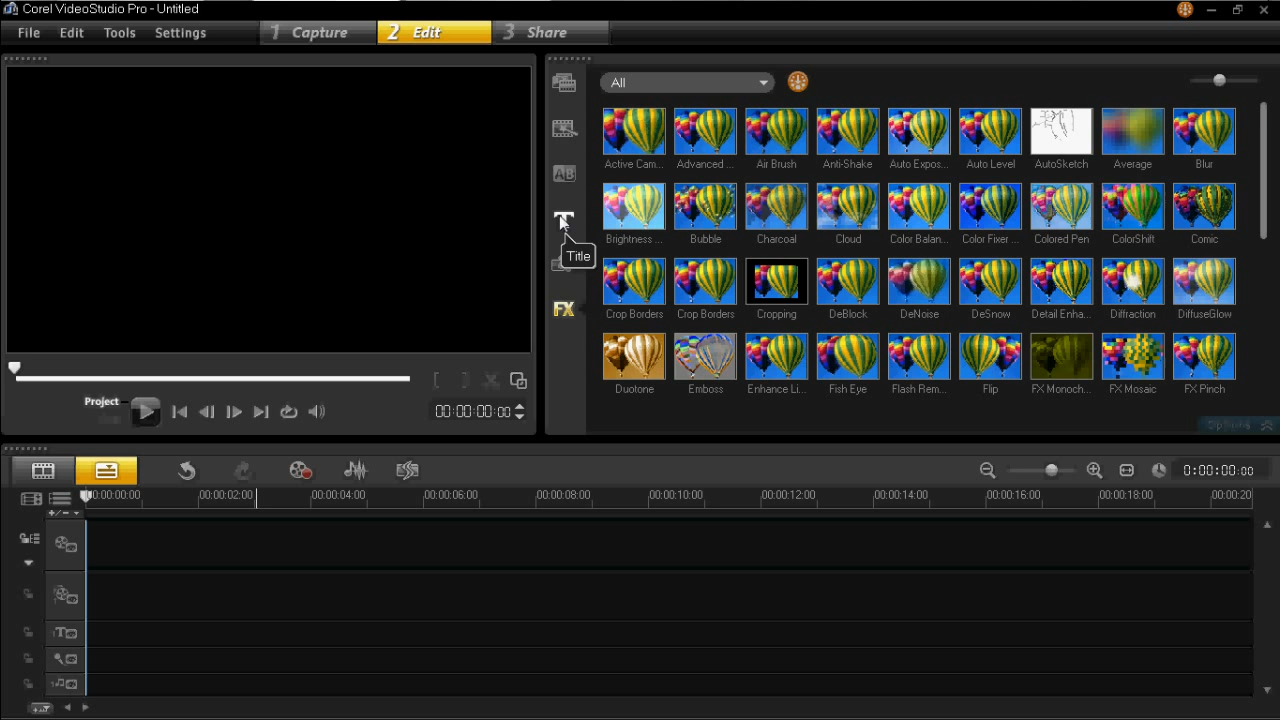 Corel VideoStudio Pro - Untitled
File Edit Tools Settings 1 Capture 2 Edit 3 Share
All
Active Cam... Advanced ... Air Brush Anti-Shake Auto Expos... Auto Level AutoSketch Average Blur
AB
Brightness ... Bubble Charcoal Cloud Color Balan... Color Fixer ... Colored Pen ColorShift Comic
Title
FX
Crop Borders Crop Borders Cropping DeBlock DeNoise DeSnow Detail Enha... Diffraction DiffuseGlow
Duotone Emboss Enhance Li... Fish Eye Flash Rem... Flip FX Monoch... FX Mosaic FX Pinch
Project
00:00:00:00
Options
0:00:00:00
00:00:00:00 00:00:02:00 00:00:04:00 00:00:06:00 00:00:08:00 00:00:10:00 00:00:12:00 00:00:14:00 00:00:16:00 00:00:18:00 00:00:20